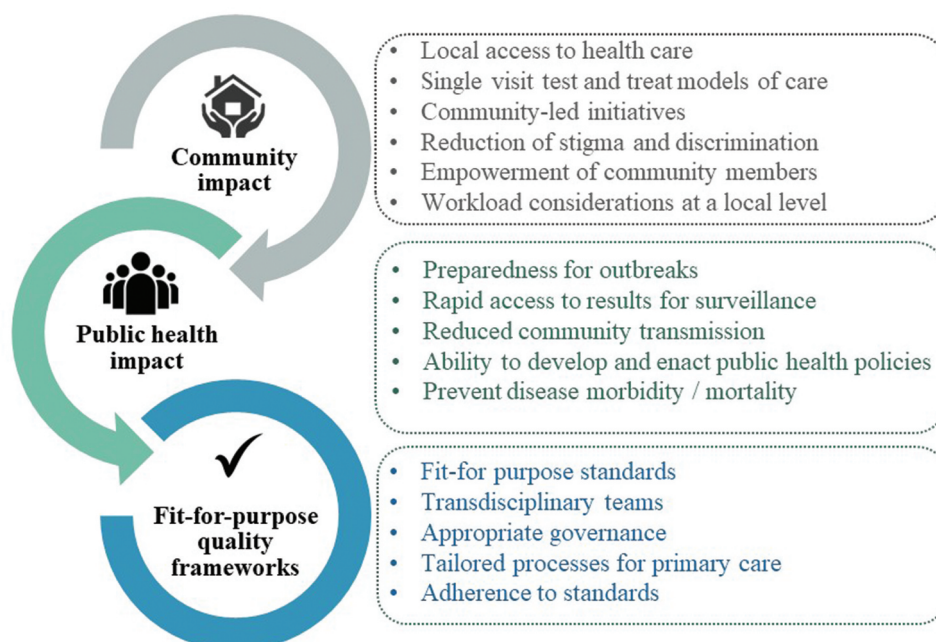 Community
impact
• Local access to health care
• Single visit test and treat models of care
• Community-led initiatives
• Reduction of stigma and discrimination
• Empowerment of community members
• Workload considerations at a local level
Public health
impact
• Preparedness for outbreaks
• Rapid access to results for surveillance
• Reduced community transmission
• Ability to develop and enact public health policies
• Prevent disease morbidity / mortality
Fit-for-purpose
quality
frameworks
• Fit-for purpose standards
• Transdisciplinary teams
• Appropriate governance
• Tailored processes for primary care
• Adherence to standards